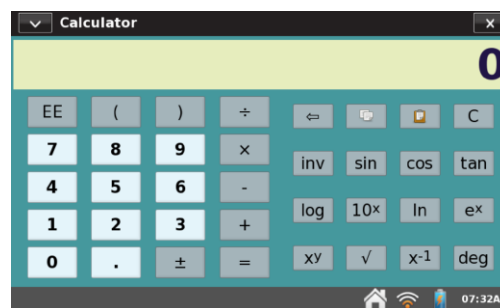 Calculator x
0
EE ( ) ÷ ⇦ C
7 8 9 × inv sin cos tan
4 5 6 -
log 10ˣ ln eˣ
1 2 3 +
0 . ± = xʸ √ x⁻¹ deg
07:32A